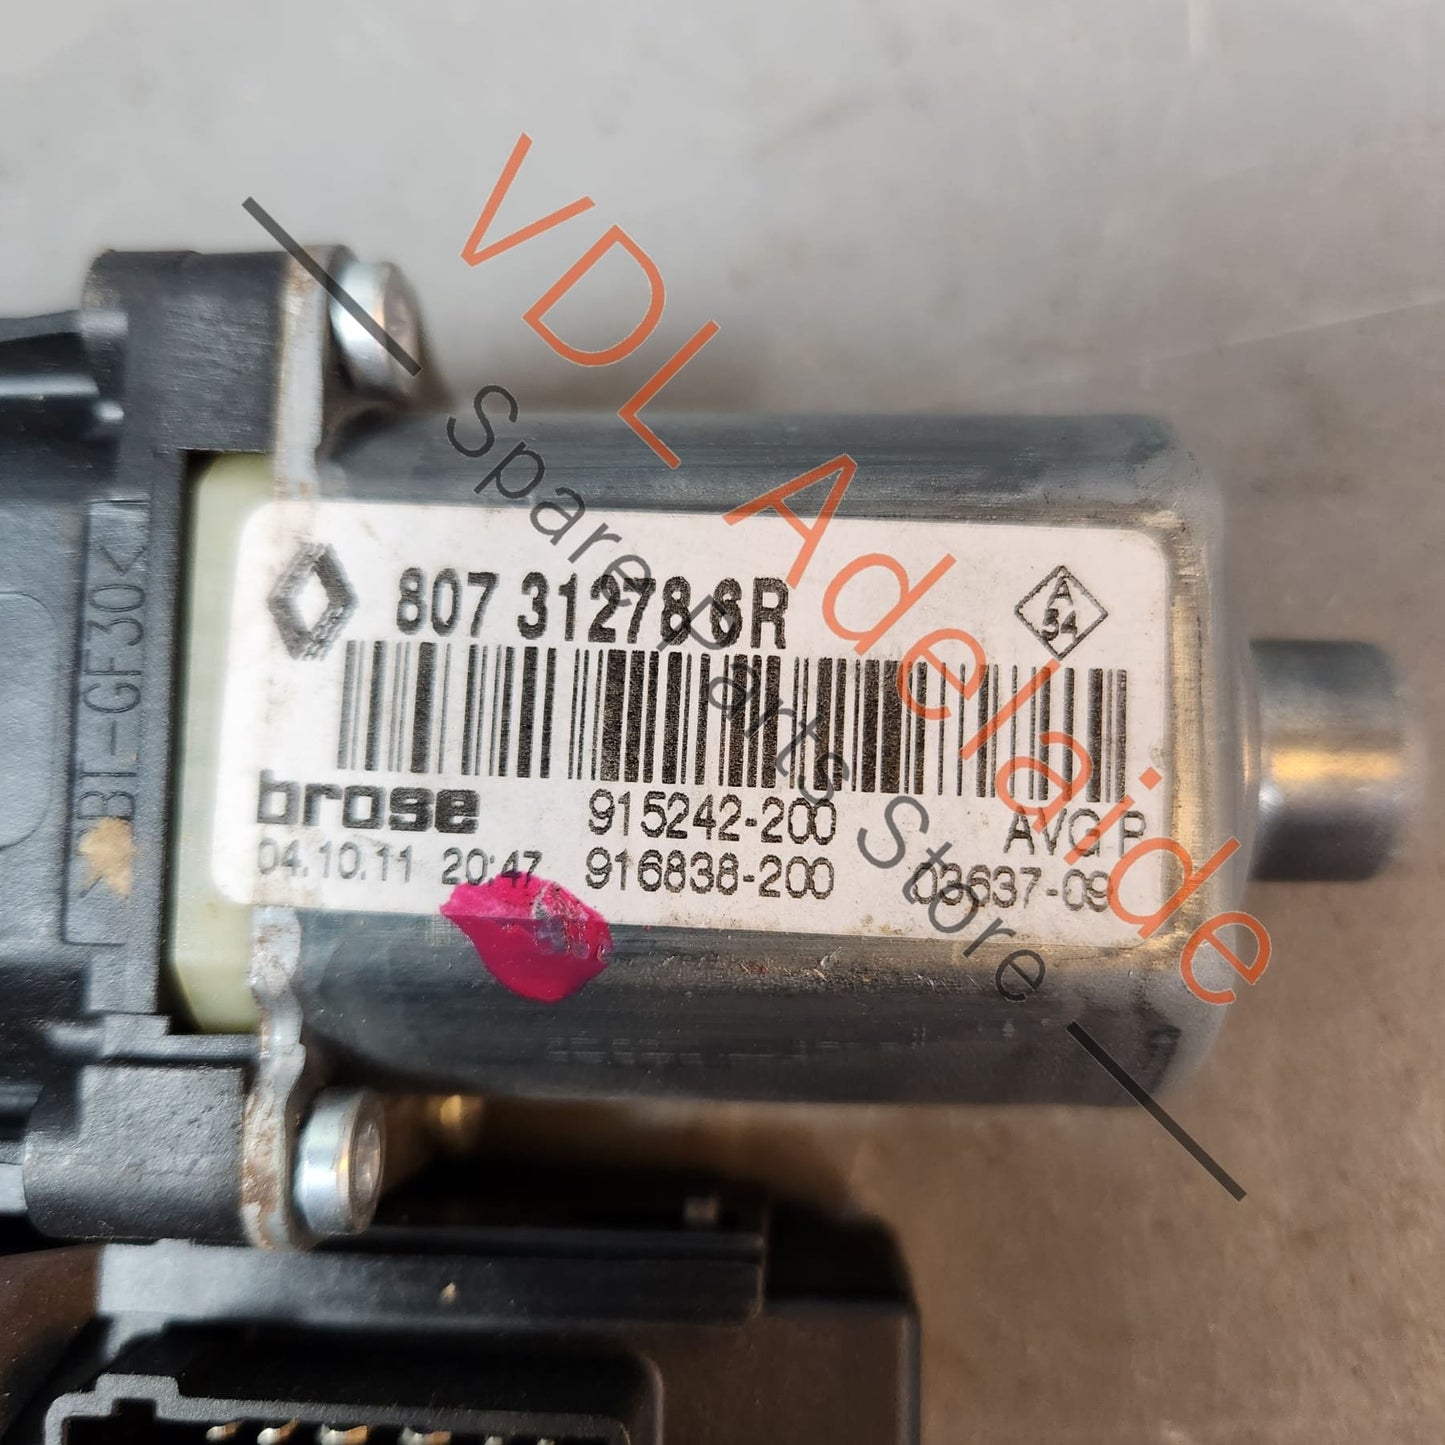 VDL Adelaide
Spare Parts Store
807 312786R
A
54
brose
915242-200
AVG P
04.10.11 20:47
916838-200
03637-09
>PBT-GF30<